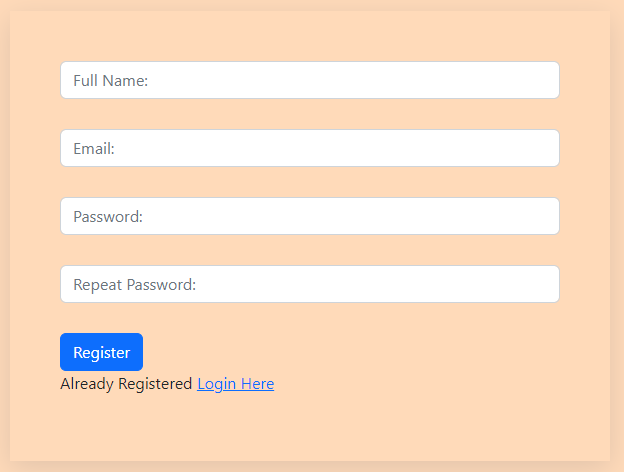 Full Name:
Email:
Password:
Repeat Password:
Register
Already Registered Login Here